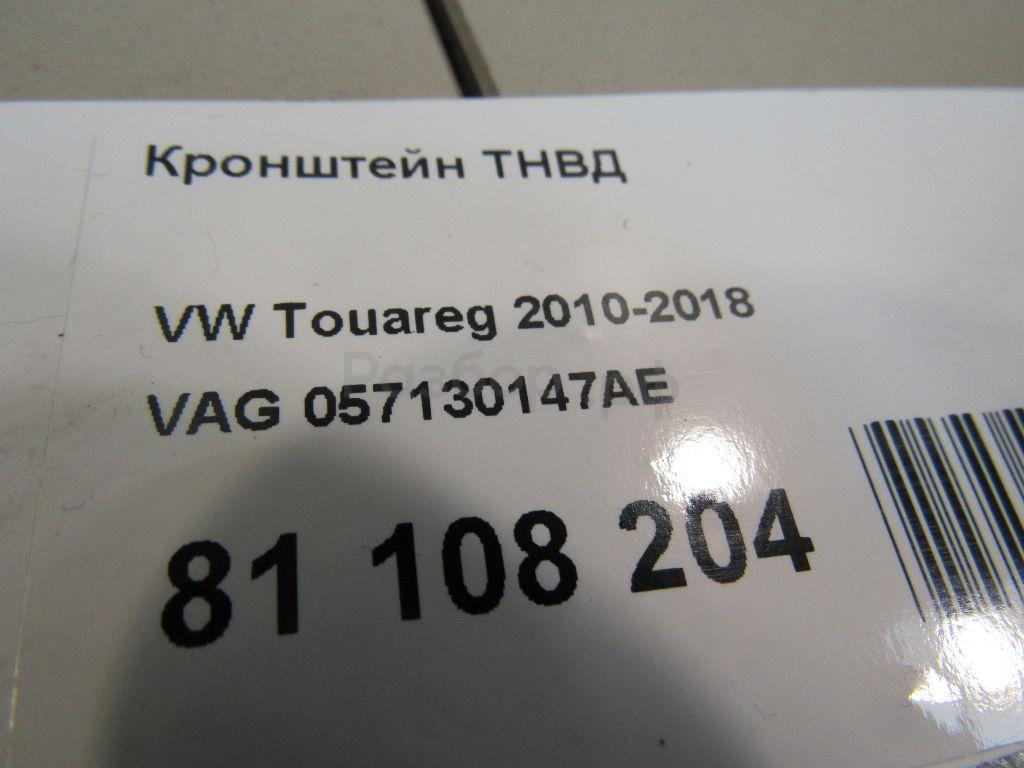 Кронштейн ТНВД
VW Touareg 2010-2018
VAG 057130147AE
81 108 204